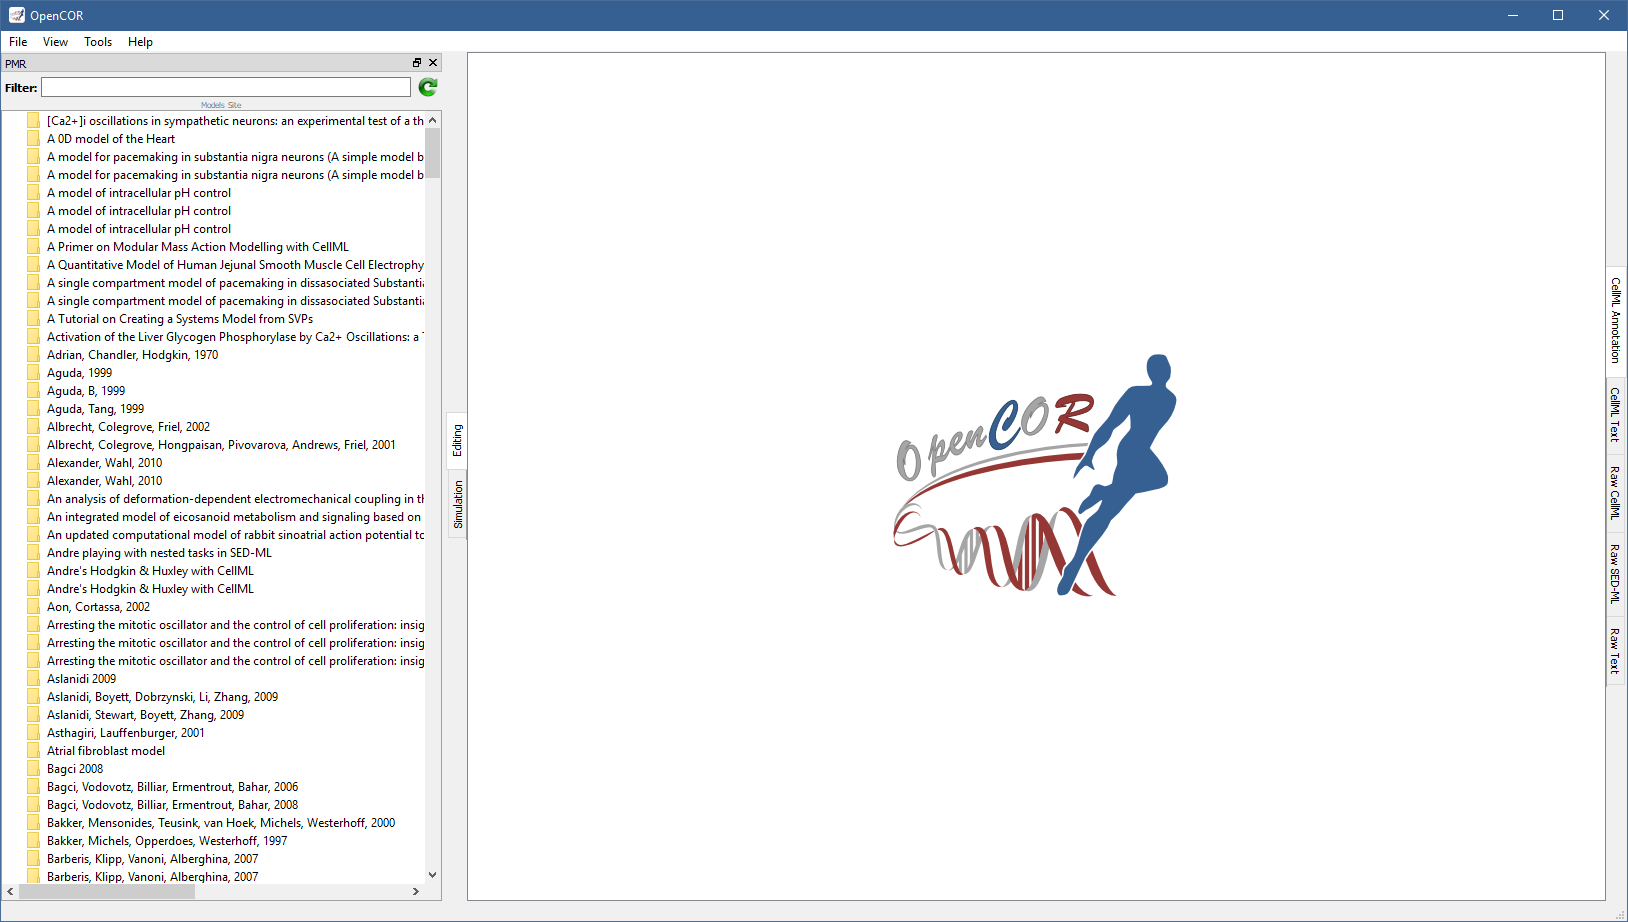 OpenCOR
File View Tools Help
PMR
Filter:
Models Site
[Ca2+]i oscillations in sympathetic neurons: an experimental test of a th
A 0D model of the Heart
A model for pacemaking in substantia nigra neurons (A simple model b
A model for pacemaking in substantia nigra neurons (A simple model b
A model of intracellular pH control
A model of intracellular pH control
A model of intracellular pH control
A Primer on Modular Mass Action Modelling with CellML
A Quantitative Model of Human Jejunal Smooth Muscle Cell Electrophy
A single compartment model of pacemaking in dissasociated Substantia
A single compartment model of pacemaking in dissasociated Substantia
A Tutorial on Creating a Systems Model from SVPs
Activation of the Liver Glycogen Phosphorylase by Ca2+ Oscillations: a T
Adrian, Chandler, Hodgkin, 1970
Aguda, 1999
Aguda, B, 1999
Aguda, Tang, 1999
Albrecht, Colegrove, Friel, 2002
Albrecht, Colegrove, Hongpaisan, Pivovarova, Andrews, Friel, 2001
Alexander, Wahl, 2010
Alexander, Wahl, 2010
An analysis of deformation-dependent electromechanical coupling in th
An integrated model of eicosanoid metabolism and signaling based on
An updated computational model of rabbit sinoatrial action potential to
Andre playing with nested tasks in SED-ML
Andre's Hodgkin & Huxley with CellML
Andre's Hodgkin & Huxley with CellML
Aon, Cortassa, 2002
Arresting the mitotic oscillator and the control of cell proliferation: insig
Arresting the mitotic oscillator and the control of cell proliferation: insig
Arresting the mitotic oscillator and the control of cell proliferation: insig
Aslanidi 2009
Aslanidi, Boyett, Dobrzynski, Li, Zhang, 2009
Aslanidi, Stewart, Boyett, Zhang, 2009
Asthagiri, Lauffenburger, 2001
Atrial fibroblast model
Bagci 2008
Bagci, Vodovotz, Billiar, Ermentrout, Bahar, 2006
Bagci, Vodovotz, Billiar, Ermentrout, Bahar, 2008
Bakker, Mensonides, Teusink, van Hoek, Michels, Westerhoff, 2000
Bakker, Michels, Opperdoes, Westerhoff, 1997
Barberis, Klipp, Vanoni, Alberghina, 2007
Barberis, Klipp, Vanoni, Alberghina, 2007
Editing
Simulation
OpenCOR
CellML Annotation
CellML Text
Raw CellML
Raw SED-ML
Raw Text